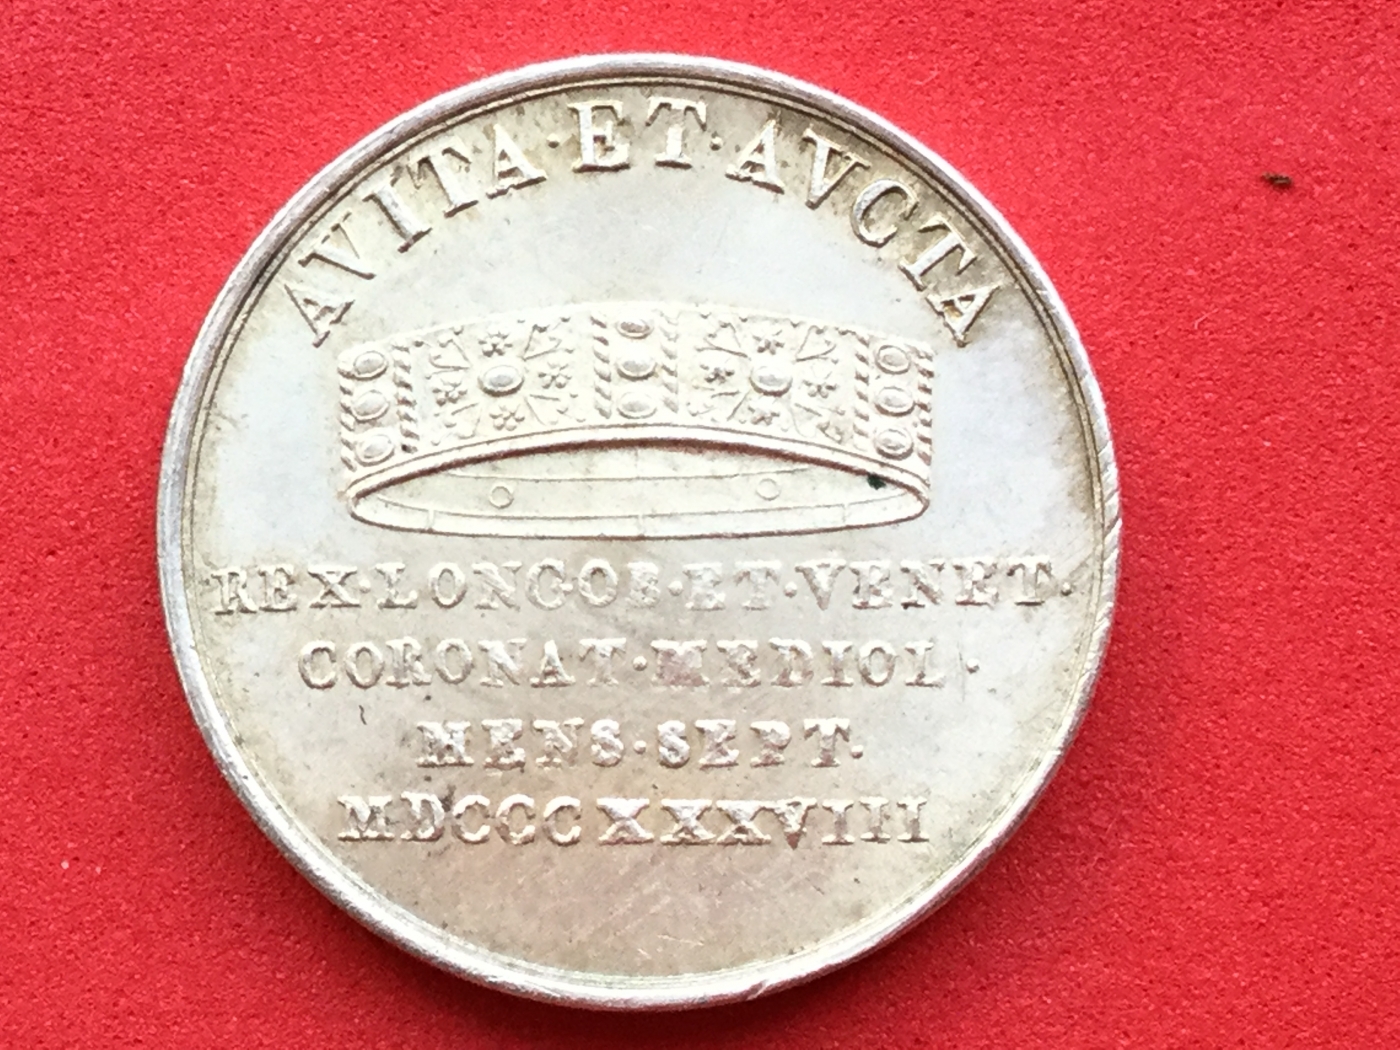 AVITA·ET·AVCTA
REX·LONGOB·ET·VENET·
CORONAT·MEDIOL·
MENS·SEPT·
MDCCCXXXVIII